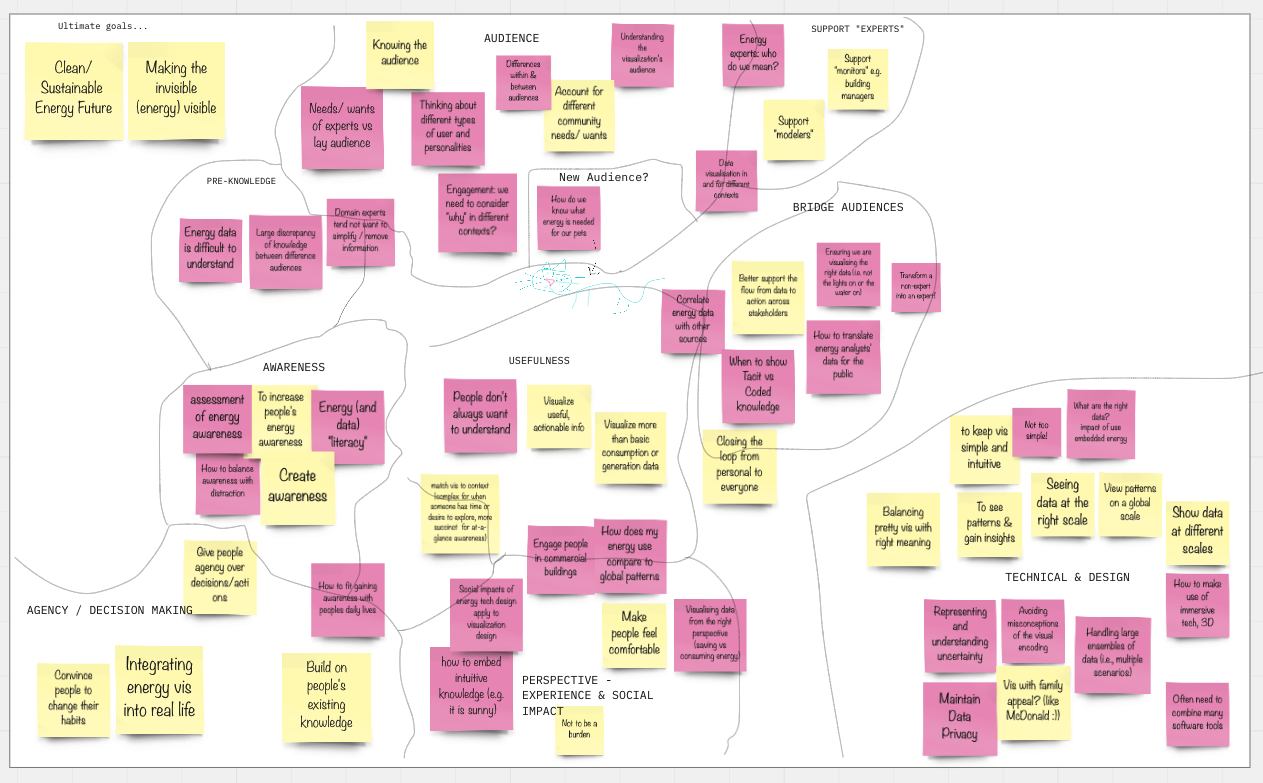 Ultimate goals...
Clean/
Sustainable
Energy Future
Making the
invisible
(energy) visible
AUDIENCE
Knowing the
audience
Needs/ wants
of experts vs
lay audience
Thinking about
different types
of user and
personalities
Differences
within &
between
audiences
Account for
different
community
needs/ wants
Understanding
the
visualization's
audience
Engagement: we
need to consider
"why" in different
contexts?
New Audience?
How do we
know what
energy is needed
for our pets
SUPPORT "EXPERTS"
Energy
experts: who
do we mean?
Support
"monitors" e.g.
building
managers
Support
"modelers"
Data
visualisation in
and for different
contexts
PRE-KNOWLEDGE
Energy data
is difficult to
understand
Large discrepancy
of knowledge
between difference
audiences
Domain experts
tend not want to
simplify / remove
information
BRIDGE AUDIENCES
Correlate
energy data
with other
sources
Better support the
flow from data to
action across
stakeholders
Ensuring we are
visualising the
right data (i.e. not
the lights on or the
water on)
Transform a
non-expert
into an expert!
How to translate
energy analysts'
data for the
public
When to show
Tacit vs
Coded
knowledge
Closing the
loop from
personal to
everyone
AWARENESS
assessment
of energy
awareness
To increase
people's
energy
awareness
Energy (and
data)
"literacy"
How to balance
awareness with
distraction
Create
awareness
USEFULNESS
People don't
always want
to understand
Visualize
useful,
actionable info
Visualize more
than basic
consumption or
generation data
match vis to context
(complex for when
someone has time or
desire to explore, more
succinct for at-a-
glance awareness)
AGENCY / DECISION MAKING
Give people
agency over
decisions/acti
ons
How to fit gaining
awareness with
peoples daily lives
Convince
people to
change their
habits
Integrating
energy vis
into real life
Build on
people's
existing
knowledge
PERSPECTIVE -
EXPERIENCE & SOCIAL
IMPACT
Engage people
in commercial
buildings
How does my
energy use
compare to
global patterns
Social impacts of
energy tech design
apply to
visualization
design
Make
people feel
comfortable
Visualising data
from the right
perspective
(saving vs
consuming energy)
how to embed
intuitive
knowledge (e.g.
it is sunny)
Not to be a
burden
TECHNICAL & DESIGN
to keep vis
simple and
intuitive
Not too
simple!
What are the right
data?
impact of use
embedded energy
Balancing
pretty vis with
right meaning
To see
patterns &
gain insights
Seeing
data at the
right scale
View patterns
on a global
scale
Show data
at different
scales
Representing
and
understanding
uncertainty
Avoiding
misconceptions
of the visual
encoding
Handling large
ensembles of
data (i.e., multiple
scenarios)
How to make
use of
immersive
tech, 3D
Maintain
Data
Privacy
Vis with family
appeal? (like
McDonald :))
Often need to
combine many
software tools